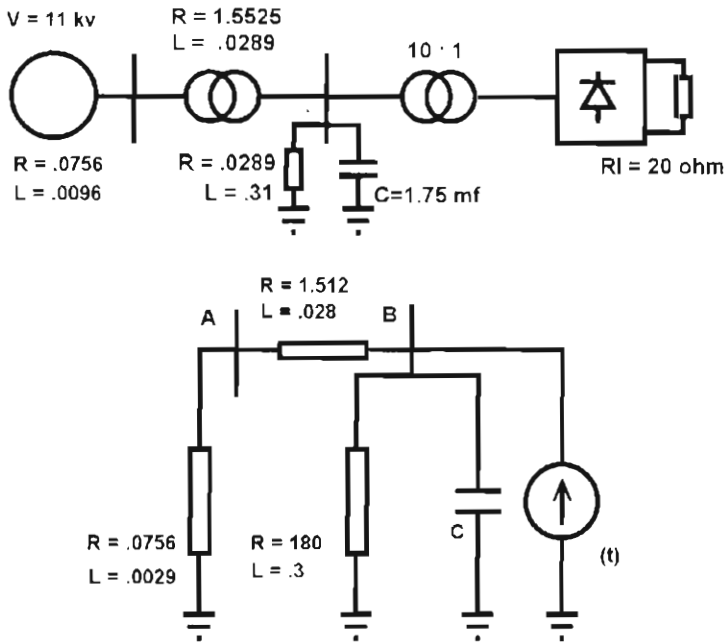 V = 11 kv
R = 1.5525
L = .0289
10 · 1
R = .0756
L = .0096
R = .0289
L = .31
C=1.75 mf
Rl = 20 ohm
R = 1.512
L = .028
A
B
R = .0756
L = .0029
R = 180
L = .3
C
(t)